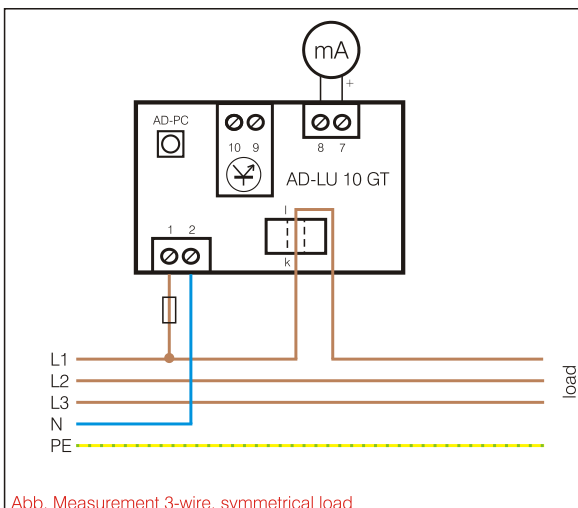 mA
+
AD-PC
10 9
8 7
AD-LU 10 GT
l
k
1 2
L1
L2
L3
N
PE
load
Abb. Measurement 3-wire, symmetrical load